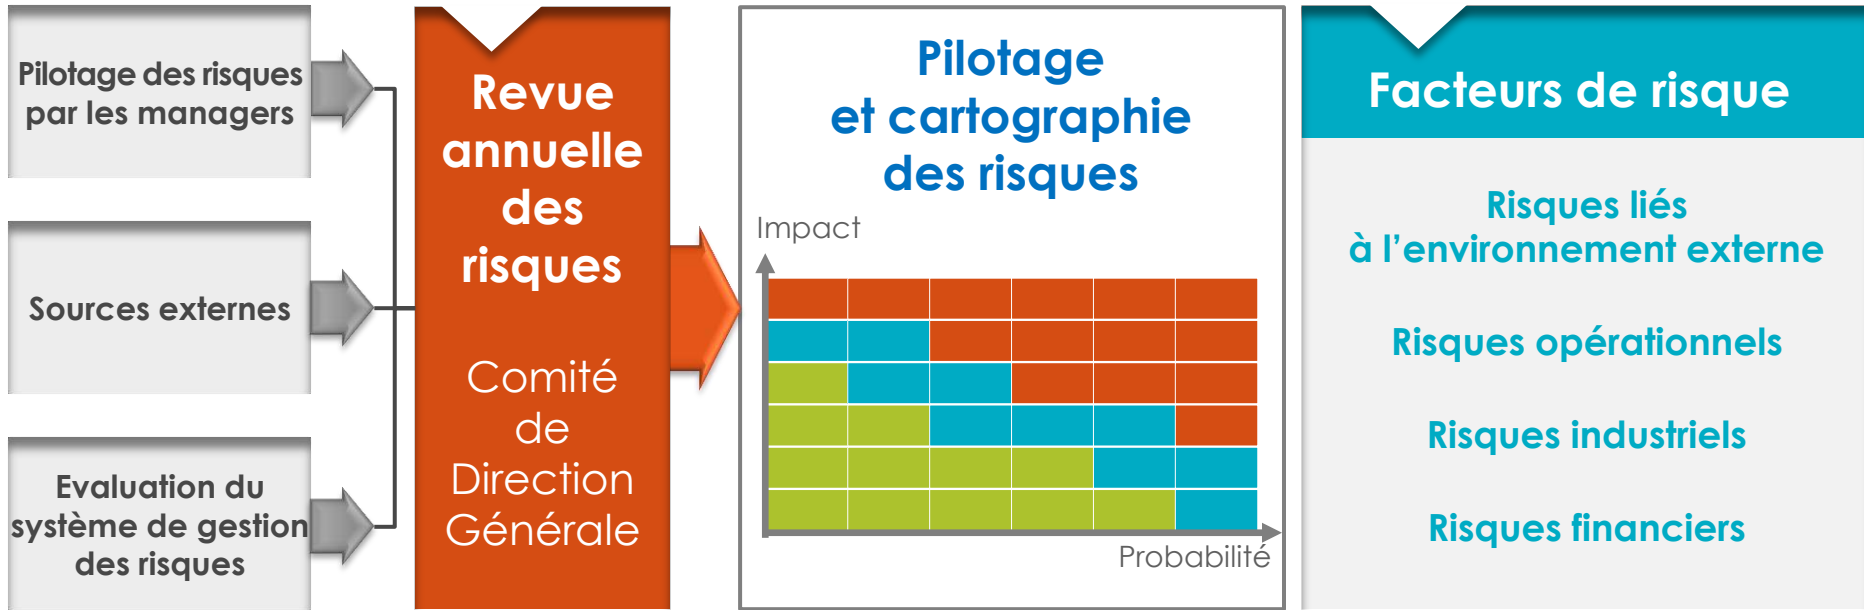 Pilotage des risques
par les managers
Sources externes
Evaluation du
système de gestion
des risques
Revue
annuelle
des
risques
Comité
de
Direction
Générale
Pilotage
et cartographie
des risques
Impact
Probabilité
Facteurs de risque
Risques liés
à l’environnement externe
Risques opérationnels
Risques industriels
Risques financiers